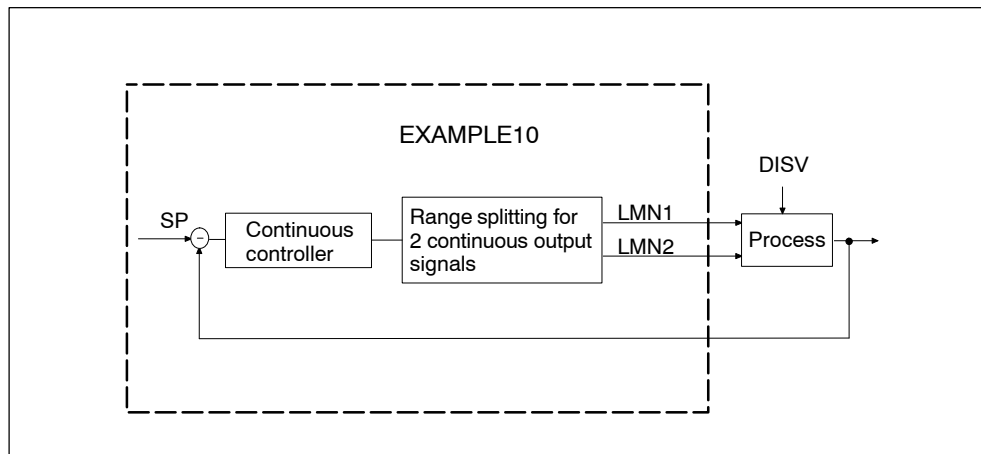 EXAMPLE10
DISV
SP
-
Continuous
controller
Range splitting for
2 continuous output
signals
LMN1
LMN2
Process